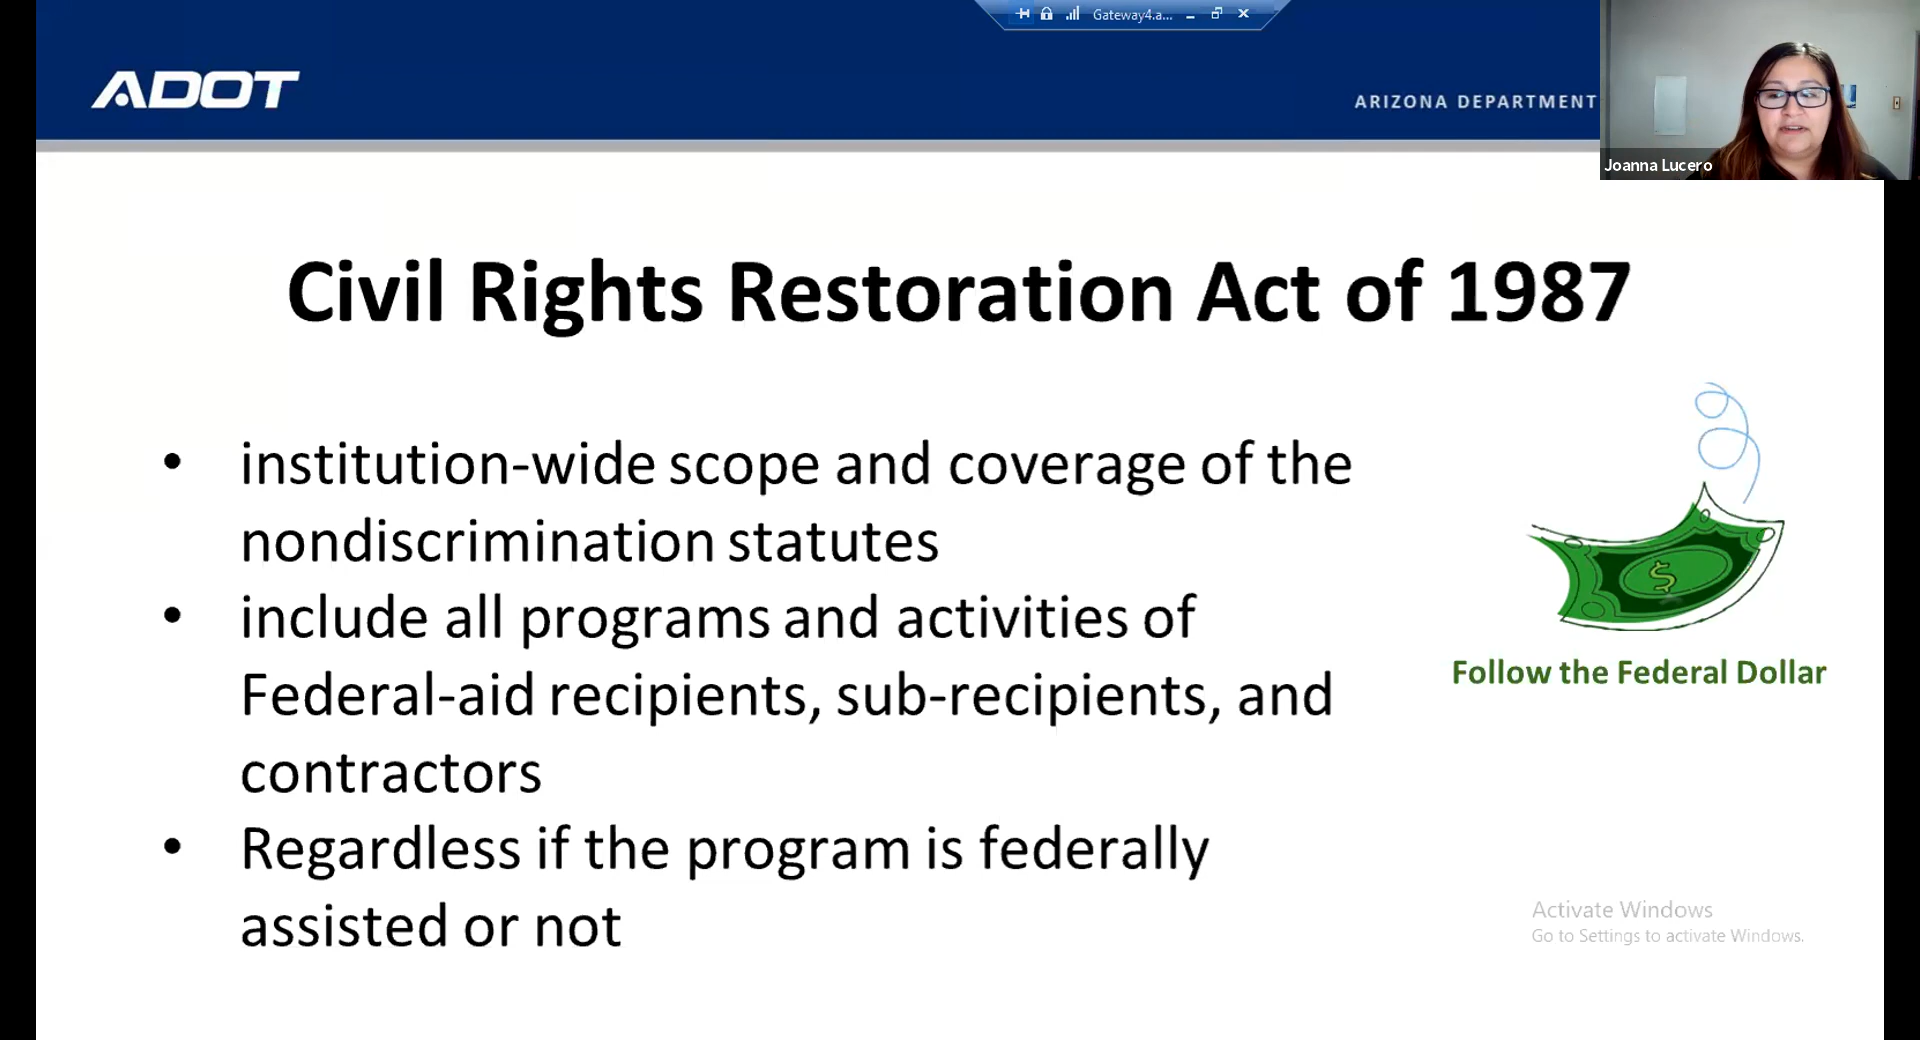 Gateway4.a...
ADOT
ARIZONA DEPARTMENT
Joanna Lucero
Civil Rights Restoration Act of 1987
• institution-wide scope and coverage of the
nondiscrimination statutes
• include all programs and activities of
Federal-aid recipients, sub-recipients, and
contractors
• Regardless if the program is federally
assisted or not
$
Follow the Federal Dollar
Activate Windows
Go to Settings to activate Windows.